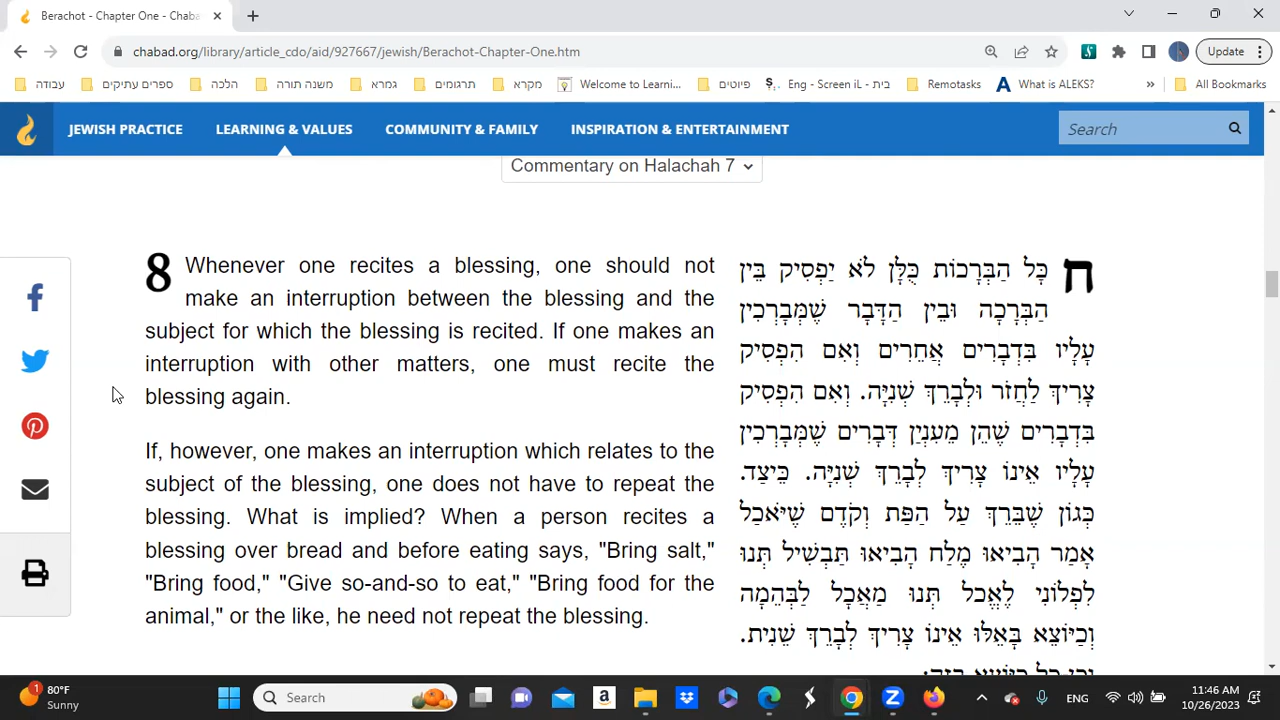 Berachot - Chapter One - Chaba
chabad.org/library/article_cdo/aid/927667/jewish/Berachot-Chapter-One.htm
Update
עבודה ספרים עתיקים הלכה משנה תורה גמרא תרגומים מקרא Welcome to Learni... פיוטים Eng - Screen iL - בית Remotasks What is ALEKS? » All Bookmarks
JEWISH PRACTICE LEARNING & VALUES COMMUNITY & FAMILY INSPIRATION & ENTERTAINMENT Search
Commentary on Halachah 7
8 Whenever one recites a blessing, one should not
make an interruption between the blessing and the
subject for which the blessing is recited. If one makes an
interruption with other matters, one must recite the
blessing again.
If, however, one makes an interruption which relates to the
subject of the blessing, one does not have to repeat the
blessing. What is implied? When a person recites a
blessing over bread and before eating says, "Bring salt,"
"Bring food," "Give so-and-so to eat," "Bring food for the
animal," or the like, he need not repeat the blessing.
ח כָּל הַבְּרָכוֹת כֻּלָּן לֹא יַפְסִיק בֵּין
הַבְּרָכָה וּבֵין הַדָּבָר שֶׁמְּבָרְכִין
עָלָיו בִּדְבָרִים אֲחֵרִים וְאִם הִפְסִיק
צָרִיךְ לַחֲזֹר וּלְבָרֵךְ שְׁנִיָּה. וְאִם הִפְסִיק
בִּדְבָרִים שֶׁהֵן מֵעִנְיַן דְּבָרִים שֶׁמְּבָרְכִין
עָלָיו אֵינוֹ צָרִיךְ לְבָרֵךְ שְׁנִיָּה. כֵּיצַד.
כְּגוֹן שֶׁבֵּרֵךְ עַל הַפַּת וְקֹדֶם שֶׁיֹּאכַל
אָמַר הָבִיאוּ מֶלַח הָבִיאוּ תַּבְשִׁיל תְּנוּ
לִפְלוֹנִי לֶאֱכל תְּנוּ מַאֲכָל לַבְּהֵמָה
וְכַיּוֹצֵא בָּאֵלּוּ אֵינוֹ צָרִיךְ לְבָרֵךְ שֵׁנִית.
1 80°F
Sunny
Search
ENG
11:46 AM
10/26/2023